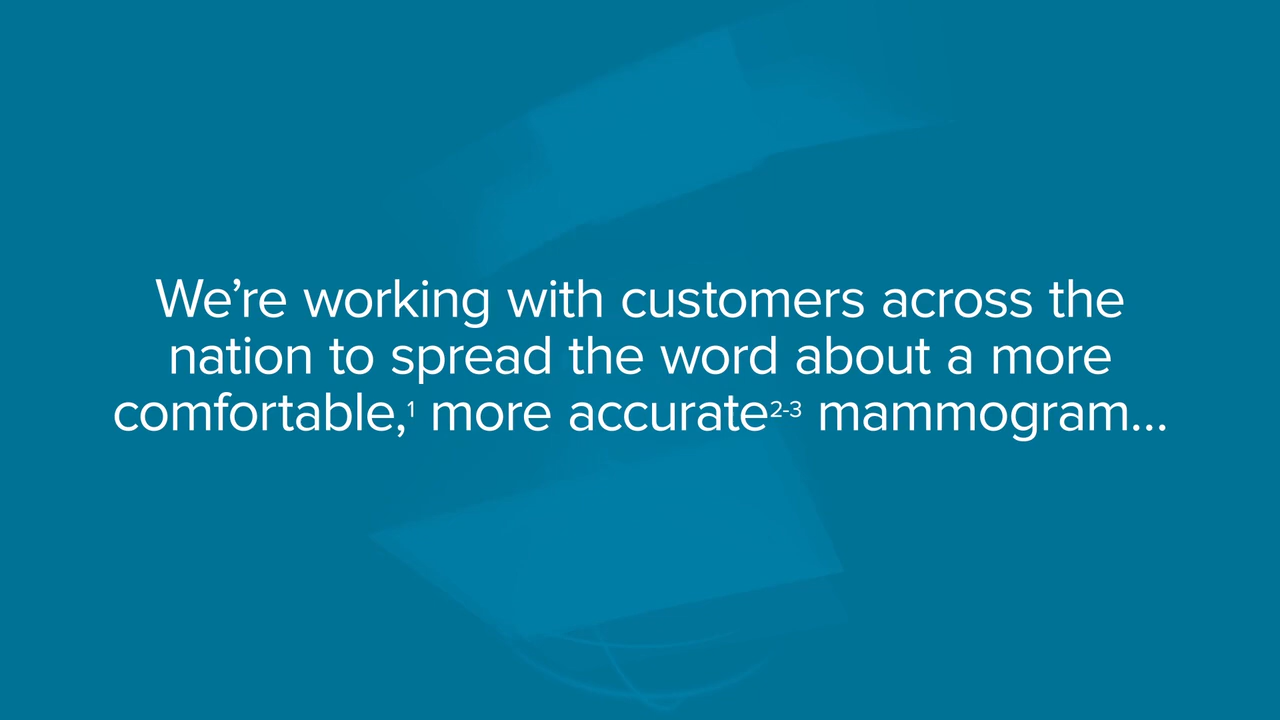 We’re working with customers across the
nation to spread the word about a more
comfortable,¹ more accurate²⁻³ mammogram...